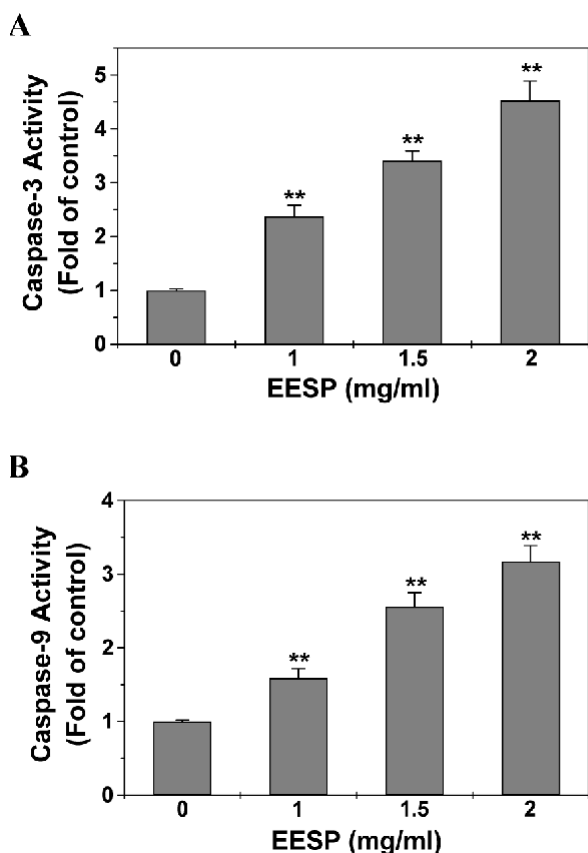 A
Caspase-3 Activity
(Fold of control)
5
4
3
2
1
0
**
**
**
0 1 1.5 2
EESP (mg/ml)
B
Caspase-9 Activity
(Fold of control)
4
3
2
1
0
**
**
**
0 1 1.5 2
EESP (mg/ml)